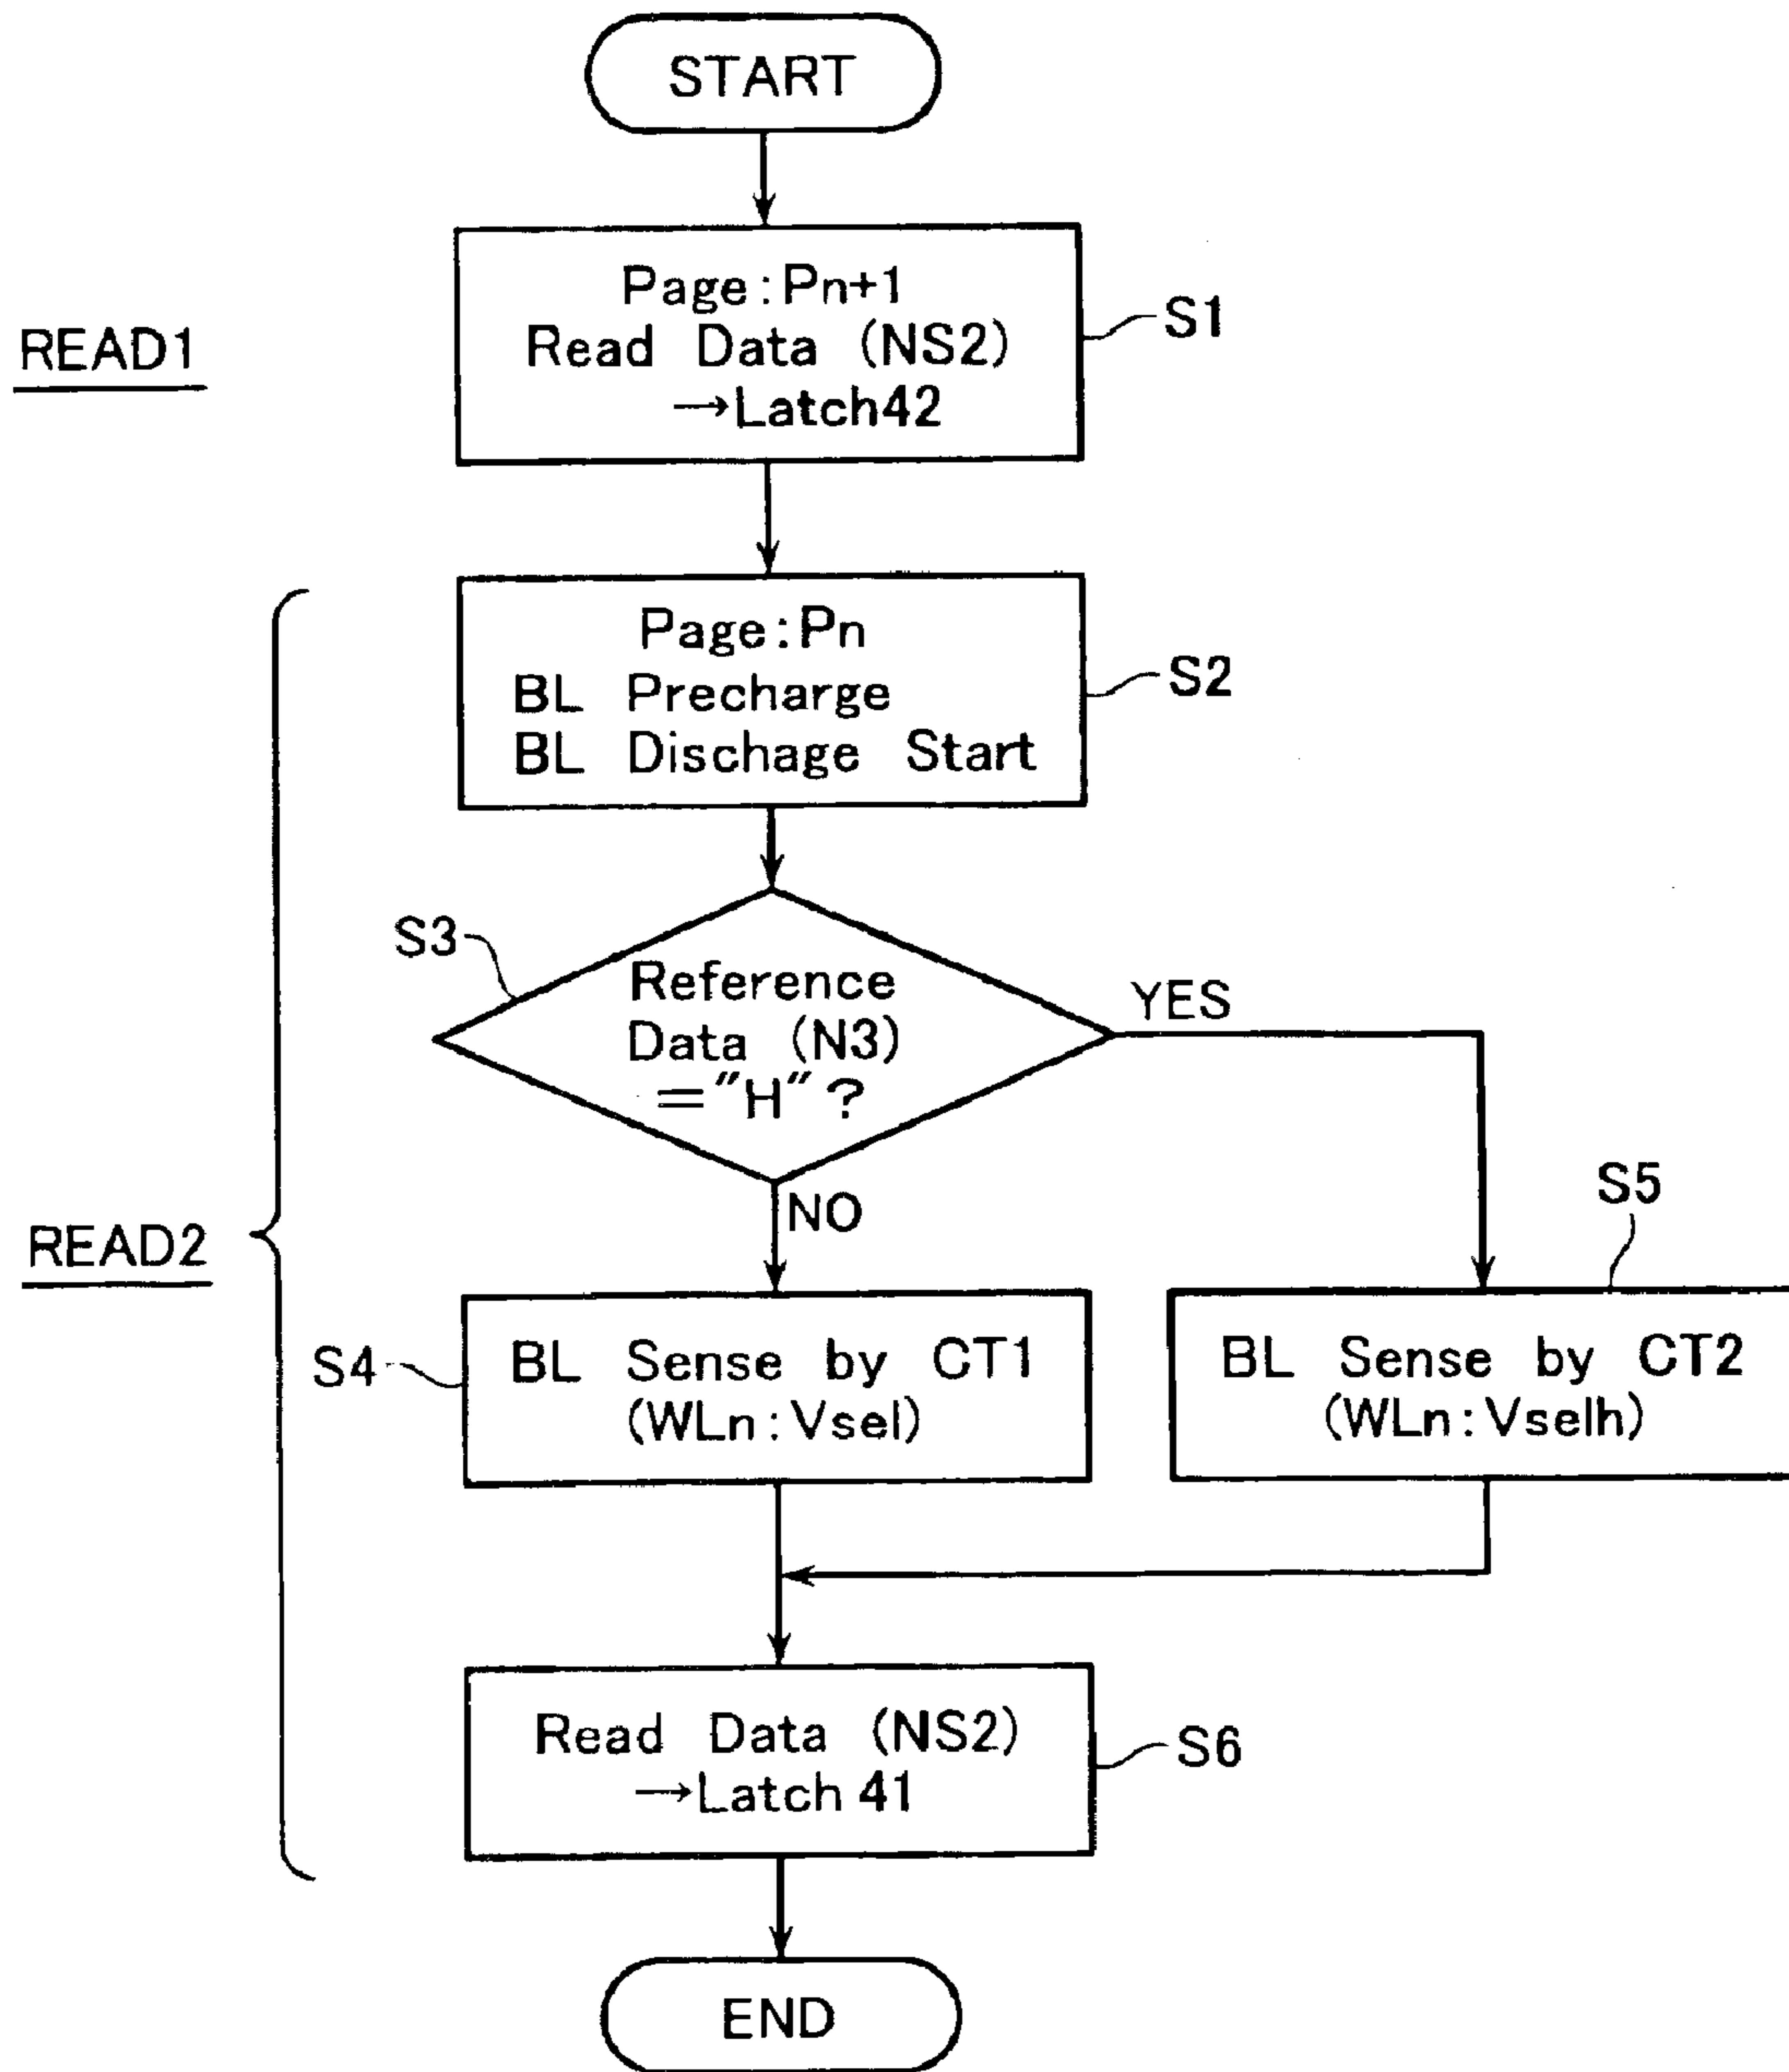 START
READ1
Page:Pn+1
Read Data (NS2)
→Latch42
S1
Page:Pn
BL Precharge
BL Dischage Start
S2
S3
Reference
Data (N3)
="H"?
YES
NO
READ2
S4
BL Sense by CT1
(WLn:Vsel)
S5
BL Sense by CT2
(WLn:Vselh)
Read Data (NS2)
→Latch 41
S6
END